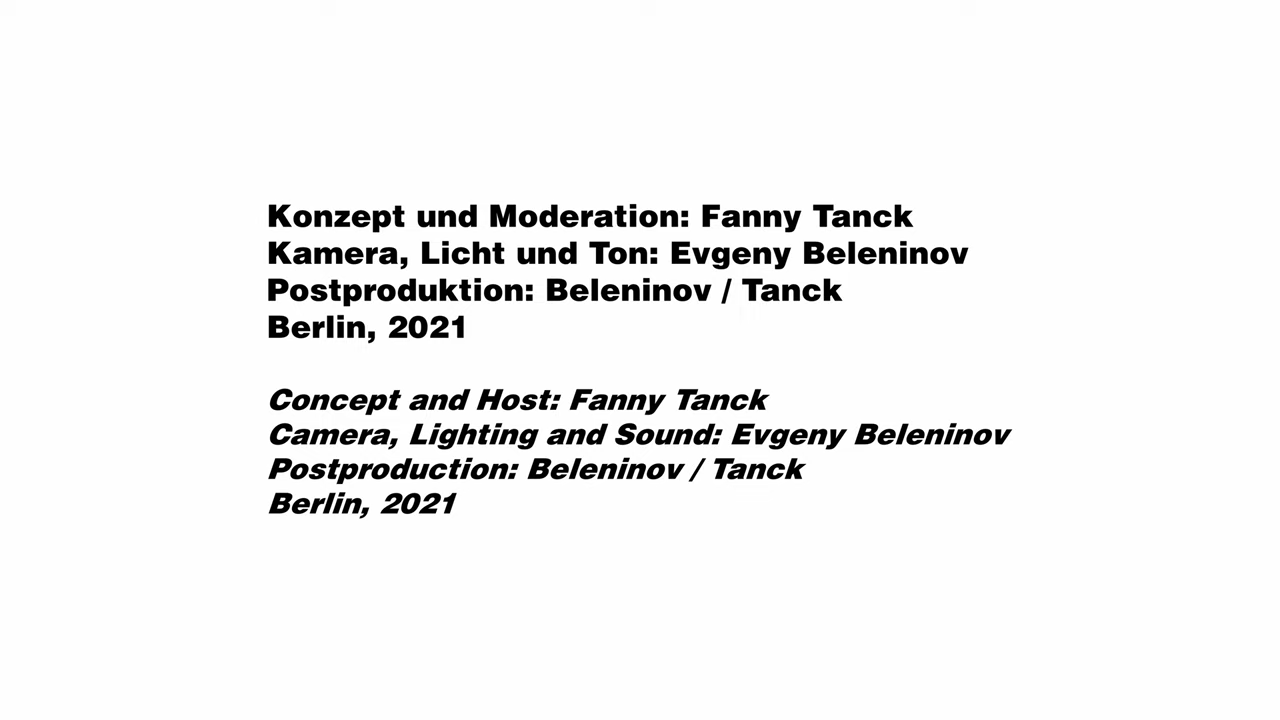 Konzept und Moderation: Fanny Tanck
Kamera, Licht und Ton: Evgeny Beleninov
Postproduktion: Beleninov / Tanck
Berlin, 2021
Concept and Host: Fanny Tanck
Camera, Lighting and Sound: Evgeny Beleninov
Postproduction: Beleninov / Tanck
Berlin, 2021